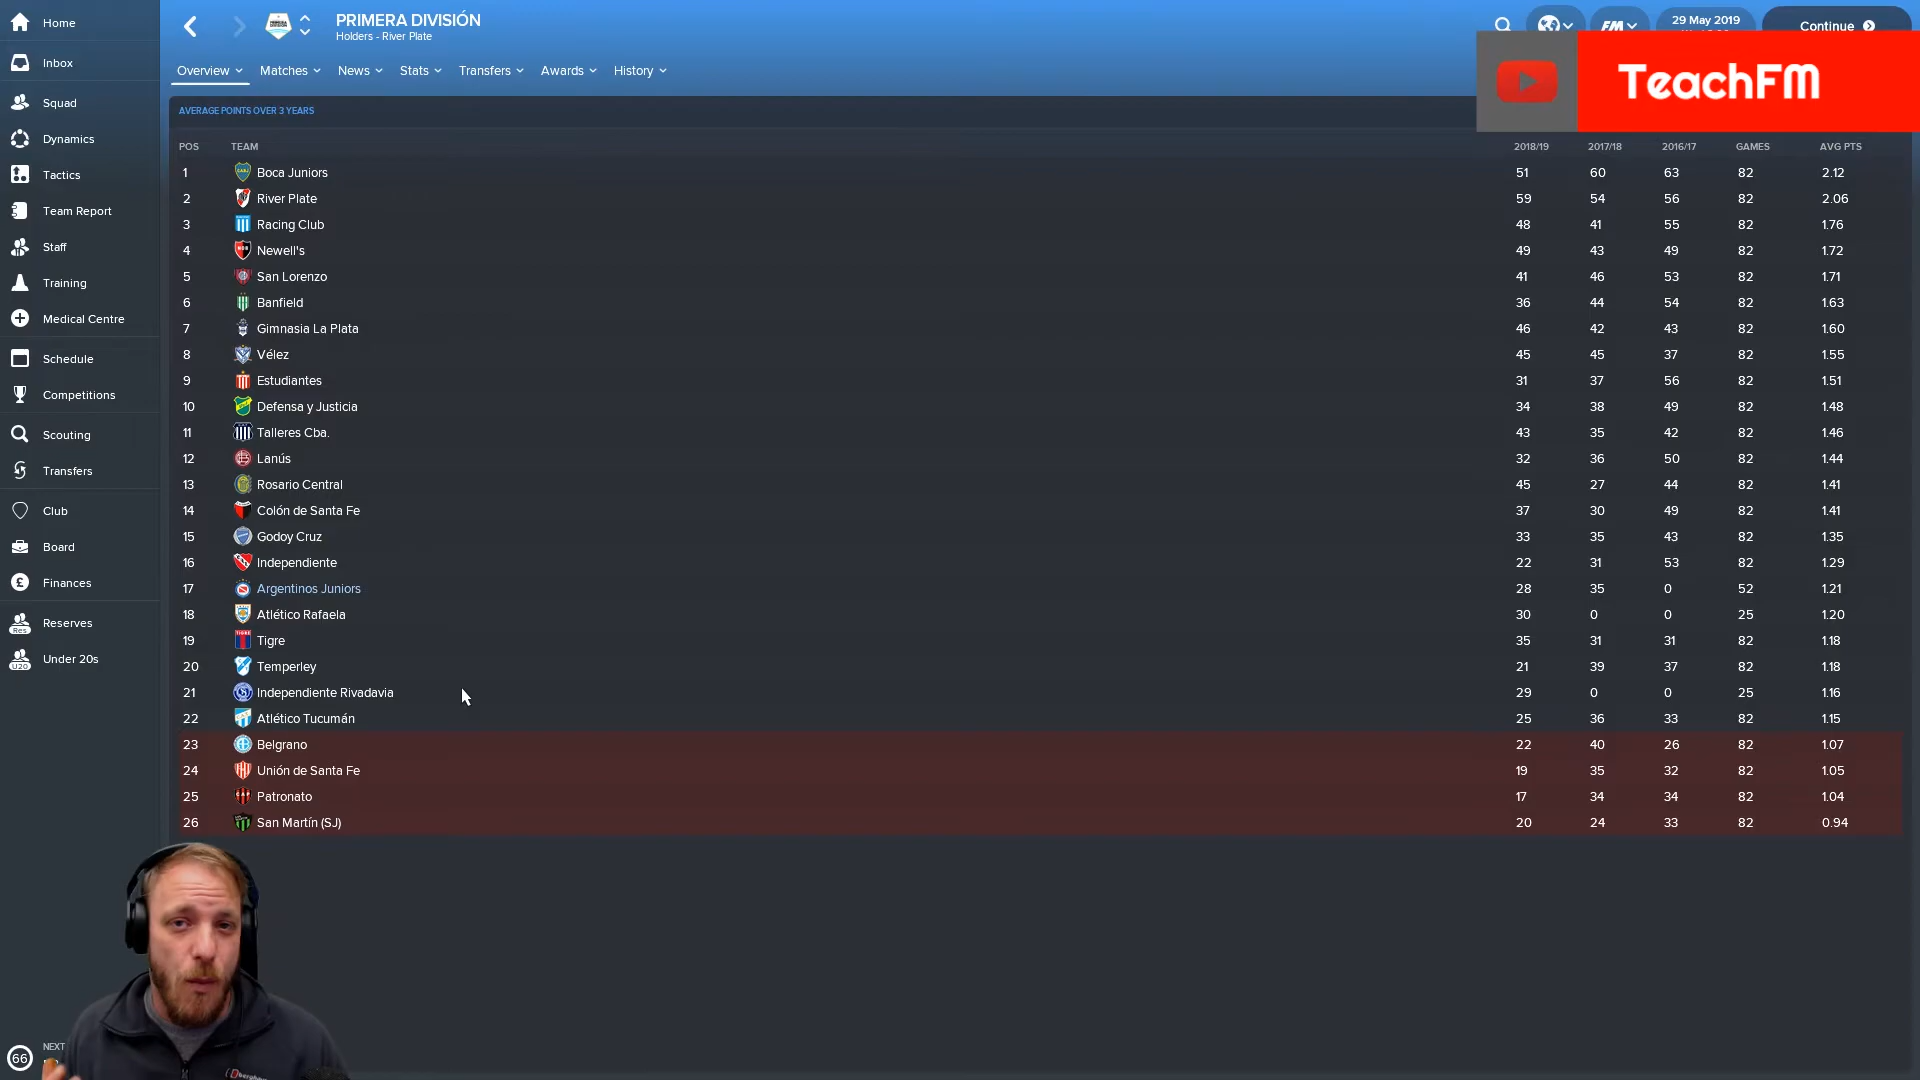 Home
Inbox
Squad
Dynamics
Tactics
Team Report
Staff
Training
Medical Centre
Schedule
Competitions
Scouting
Transfers
Club
Board
£ Finances
Res Reserves
U20 Under 20s
66 NEXT
PRIMERA DIVISIÓN
Holders - River Plate
FM 29 May 2019 Continue
TeachFM
Overview Matches News Stats Transfers Awards History
AVERAGE POINTS OVER 3 YEARS
POS TEAM 2018/19 2017/18 2016/17 GAMES AVG PTS
1 Boca Juniors 51 60 63 82 2.12
2 River Plate 59 54 56 82 2.06
3 Racing Club 48 41 55 82 1.76
4 Newell's 49 43 49 82 1.72
5 San Lorenzo 41 46 53 82 1.71
6 Banfield 36 44 54 82 1.63
7 Gimnasia La Plata 46 42 43 82 1.60
8 Vélez 45 45 37 82 1.55
9 Estudiantes 31 37 56 82 1.51
10 Defensa y Justicia 34 38 49 82 1.48
11 Talleres Cba. 43 35 42 82 1.46
12 Lanús 32 36 50 82 1.44
13 Rosario Central 45 27 44 82 1.41
14 Colón de Santa Fe 37 30 49 82 1.41
15 Godoy Cruz 33 35 43 82 1.35
16 Independiente 22 31 53 82 1.29
17 Argentinos Juniors 28 35 0 52 1.21
18 Atlético Rafaela 30 0 0 25 1.20
19 Tigre 35 31 31 82 1.18
20 Temperley 21 39 37 82 1.18
21 Independiente Rivadavia 29 0 0 25 1.16
22 Atlético Tucumán 25 36 33 82 1.15
23 Belgrano 22 40 26 82 1.07
24 Unión de Santa Fe 19 35 32 82 1.05
25 Patronato 17 34 34 82 1.04
26 San Martín (SJ) 20 24 33 82 0.94